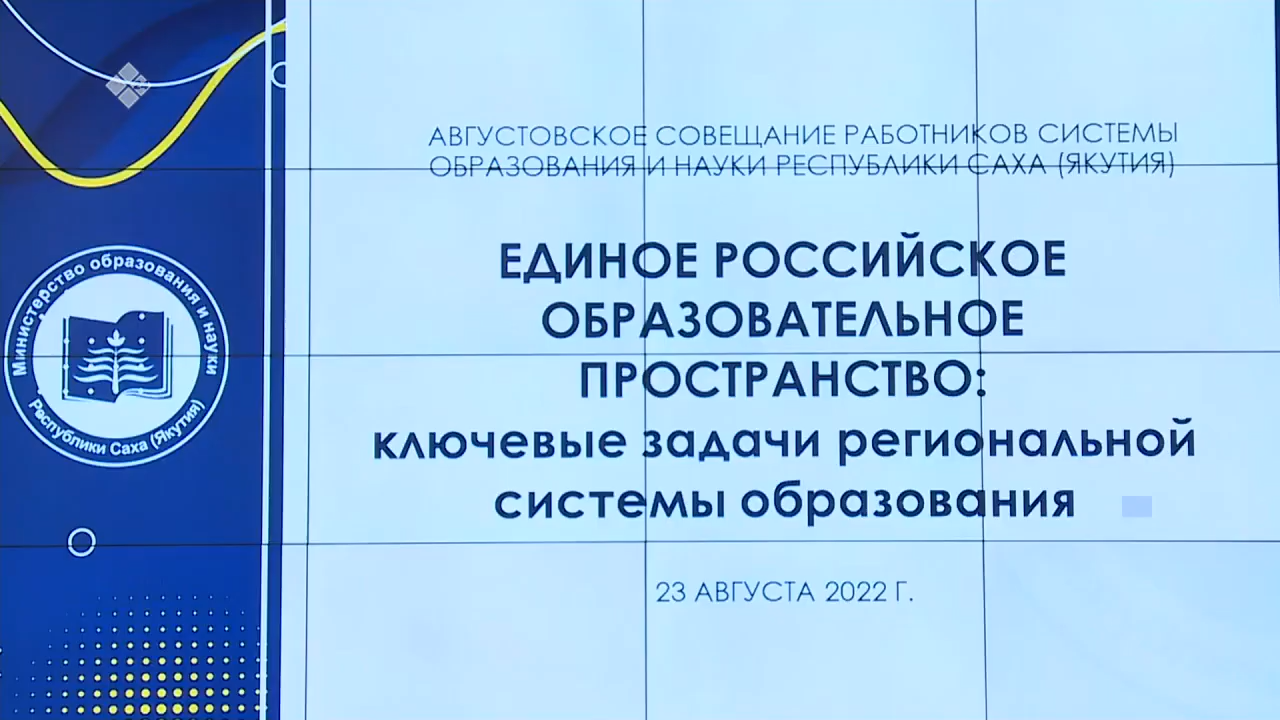 АВГУСТОВСКОЕ СОВЕЩАНИЕ РАБОТНИКОВ СИСТЕМЫ
ОБРАЗОВАНИЯ И НАУКИ РЕСПУБЛИКИ САХА (ЯКУТИЯ)
ЕДИНОЕ РОССИЙСКОЕ
ОБРАЗОВАТЕЛЬНОЕ
ПРОСТРАНСТВО:
ключевые задачи региональной
системы образования
23 АВГУСТА 2022 Г.
Министерство образования и науки
Республики Саха (Якутия)